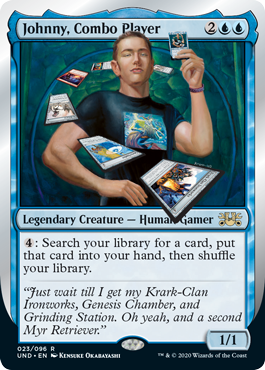 Johnny, Combo Player 2
Legendary Creature — Human Gamer
4: Search your library for a card, put
that card into your hand, then shuffle
your library.
“Just wait till I get my Krark-Clan
Ironworks, Genesis Chamber, and
Grinding Station. Oh yeah, and a second
Myr Retriever.”
1/1
023/096 R
UND • EN KENSUKE OKABAYASHI
™ & © 2020 Wizards of the Coast